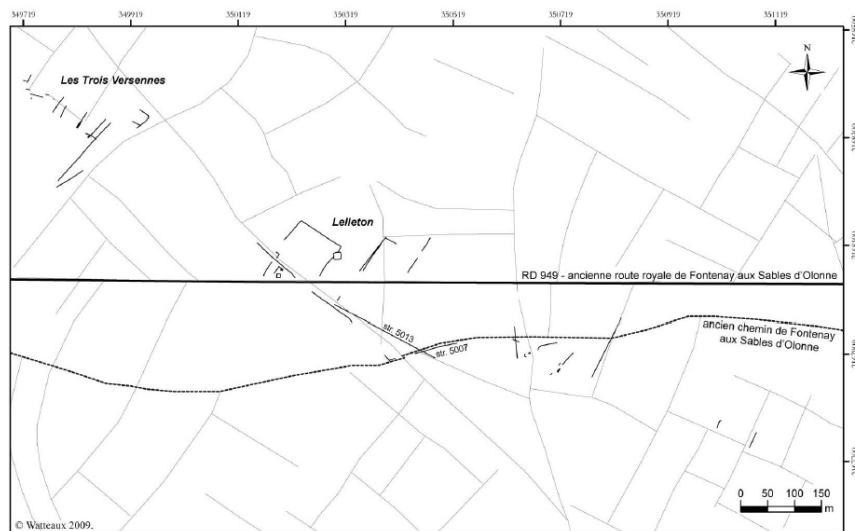 349719 349919 350119 350319 350519 350719 350919 351119
N
Les Trois Versennes
Lelleton
RD 949 - ancienne route royale de Fontenay aux Sables d'Olonne
ancien chemin de Fontenay
aux Sables d'Olonne
str. 5013
str. 5007
0 50 100 150
m
© Watteaux 2009.